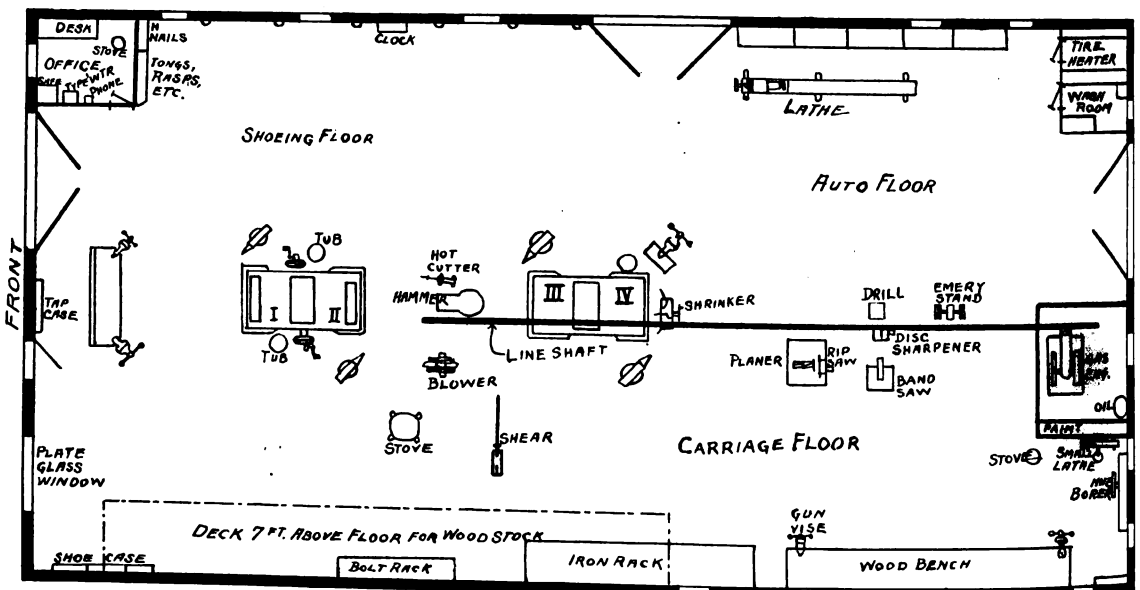 DESK
STOVE
OFFICE
SAFE
TYPEWTR
PHONE
H
NAILS
TONGS,
RASPS,
ETC.
CLOCK
TIRE
HEATER
WASH
ROOM
LATHE
SHOEING FLOOR
AUTO FLOOR
FRONT
TAP
CASE
TUB
I II
TUB
HOT
CUTTER
HAMMER
III IV
SHRINKER
LINE SHAFT
DRILL
EMERY
STAND
DISC
SHARPENER
PLANER
RIP
SAW
BAND
SAW
GAS
ENG.
OIL
PAINT
BLOWER
STOVE
SHEAR
CARRIAGE FLOOR
STOVE
SMALL
LATHE
HUB
BORER
PLATE
GLASS
WINDOW
DECK 7 FT. ABOVE FLOOR FOR WOOD STOCK
SHOE CASE
BOLT RACK
IRON RACK
GUN
VISE
WOOD BENCH